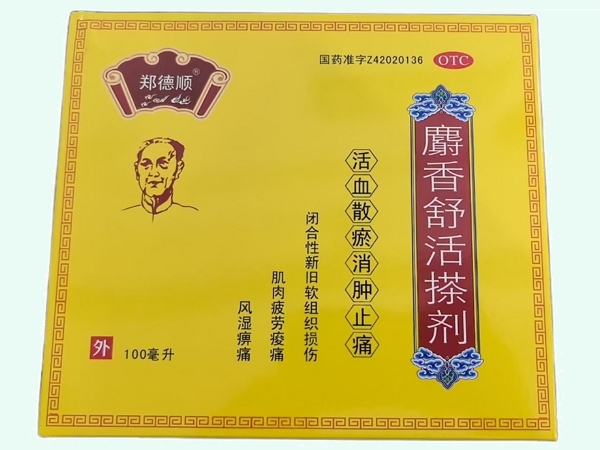 郑德顺®
国药准字Z42020136 OTC
麝香舒活搽剂
活血散瘀消肿止痛
闭合性新旧软组织损伤
肌肉疲劳痠痛
风湿痹痛
外
100毫升